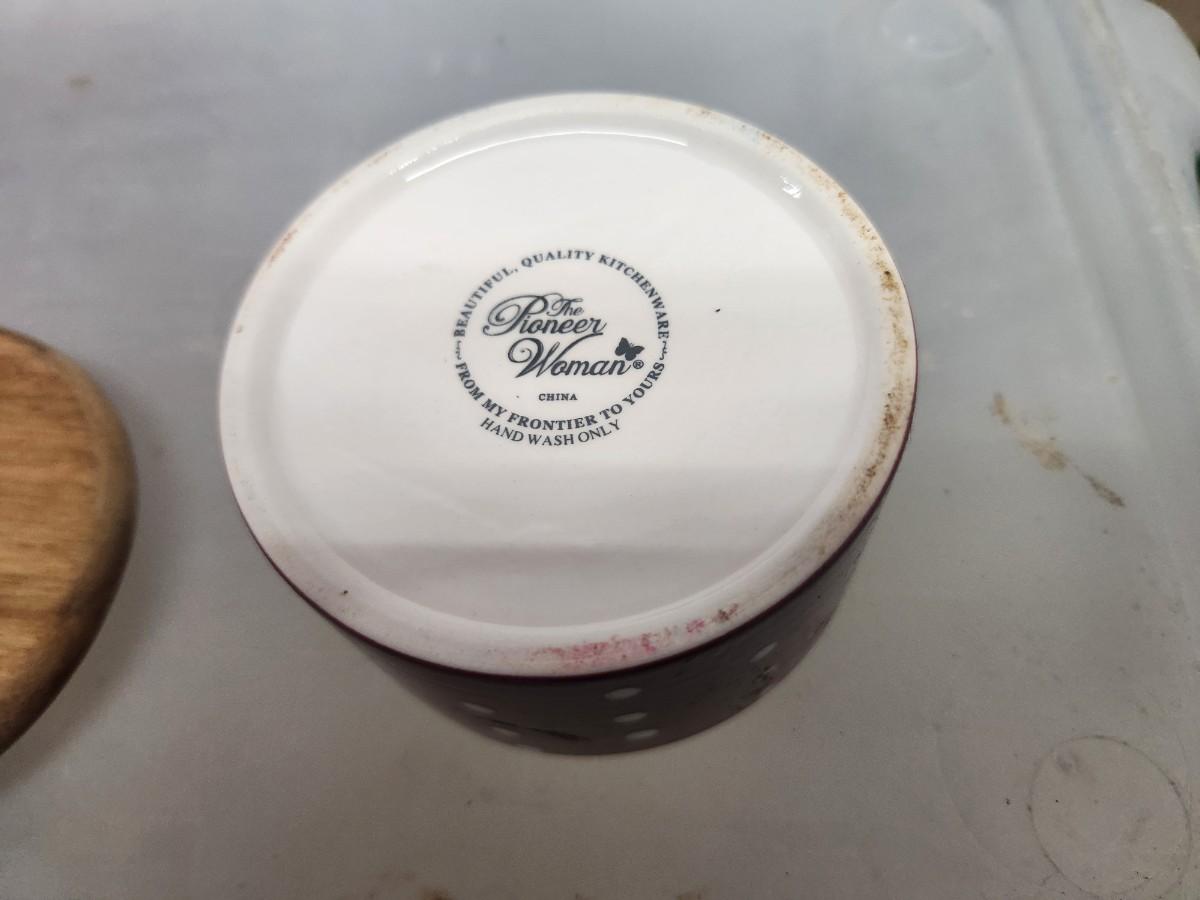 BEAUTIFUL, QUALITY KITCHENWARE
The
Pioneer
Woman®
CHINA
FROM MY FRONTIER TO YOURS
HAND WASH ONLY